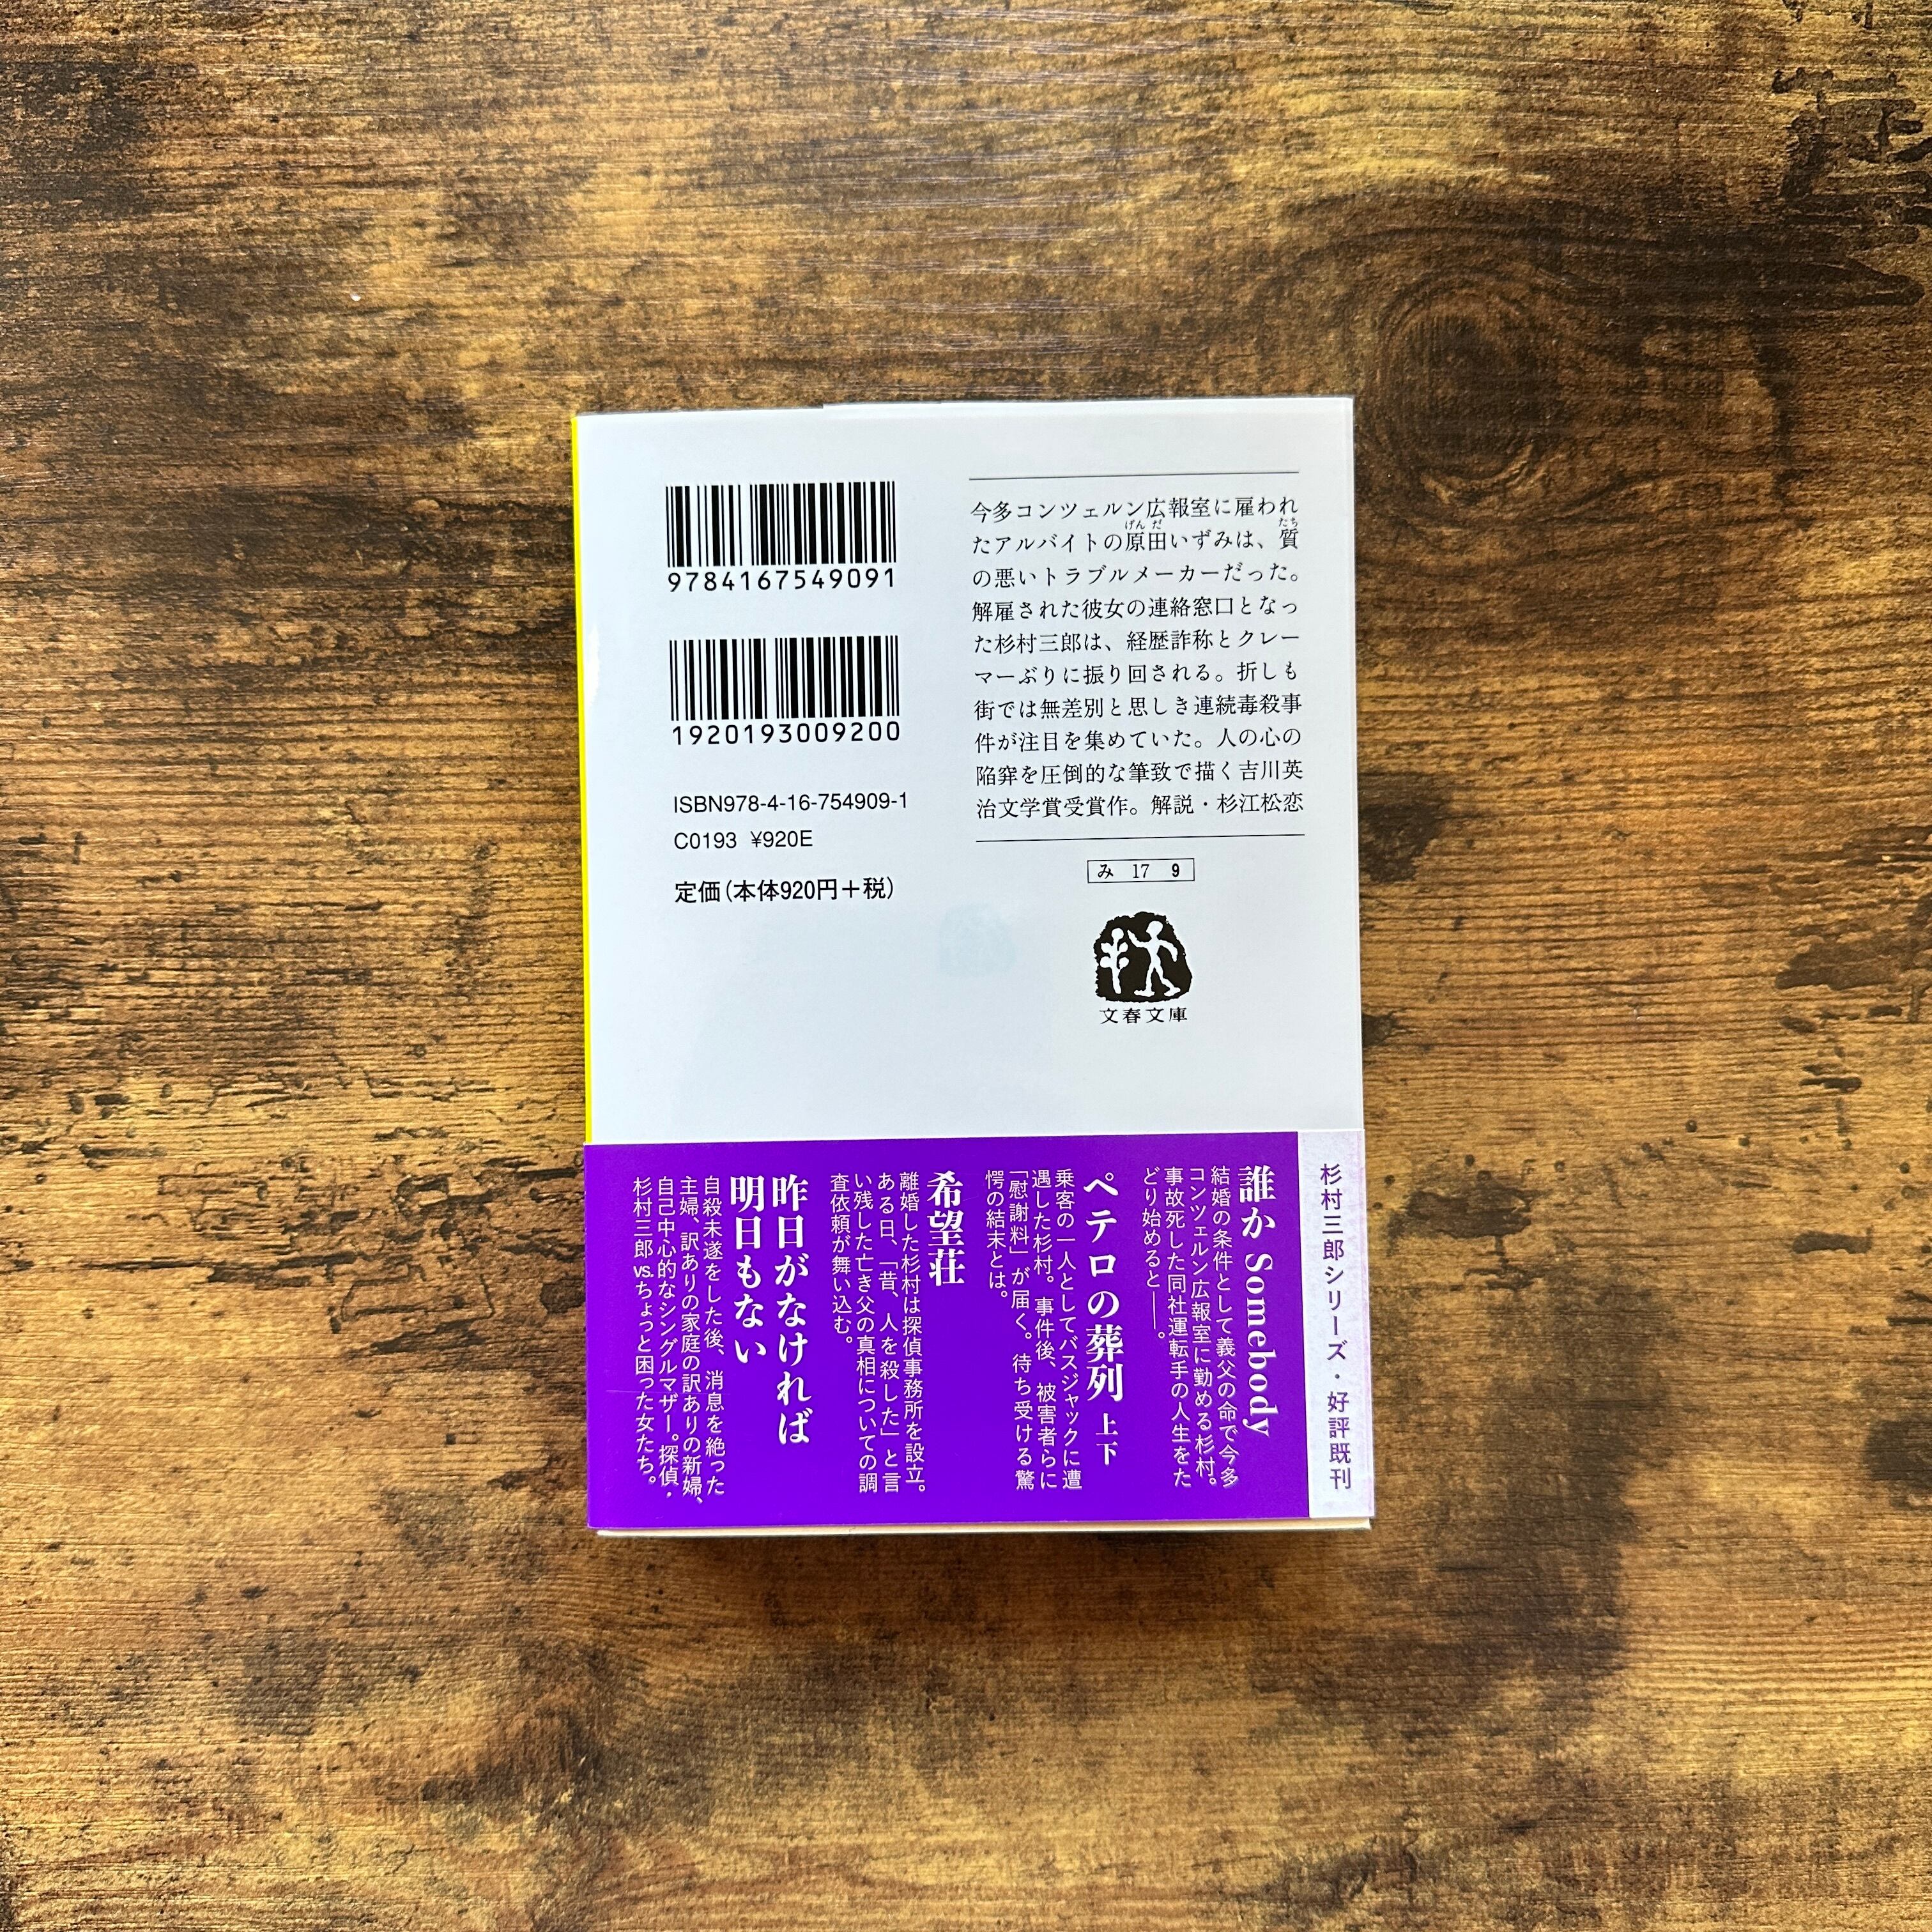 9784167549091
1920193009200
ISBN978-4-16-754909-1
C0193 ¥920E
定価(本体920円+税)
今多コンツェルン広報室に雇われ
たアルバイトの原田いずみは、質
げんだ
たち
の悪いトラブルメーカーだった。
解雇された彼女の連絡窓口となっ
た杉村三郎は、経歴詐称とクレー
マーぶりに振り回される。折しも
街では無差別と思しき連続毒殺事
件が注目を集めていた。人の心の
陥穽を圧倒的な筆致で描く吉川英
治文学賞受賞作。解説・杉江松恋
み 17 9
文春文庫
杉村三郎シリーズ・好評既刊
誰か Somebody
結婚の条件として義父の命で今多
コンツェルン広報室に勤める杉村。
事故死した同社運転手の人生をた
どり始めると――。
ペテロの葬列 上下
乗客の一人としてバスジャックに遭
遇した杉村。事件後、被害者らに
「慰謝料」が届く。待ち受ける驚
愕の結末とは。
希望荘
離婚した杉村は探偵事務所を設立。
ある日、「昔、人を殺した」と言
い残した亡き父の真相についての調
査依頼が舞い込む。
昨日がなければ
明日もない
自殺未遂をした後、消息を絶った
主婦、訳ありの家庭の訳ありの新婦、
自己中心的なシングルマザー。探偵・
杉村三郎vs.ちょっと困った女たち。